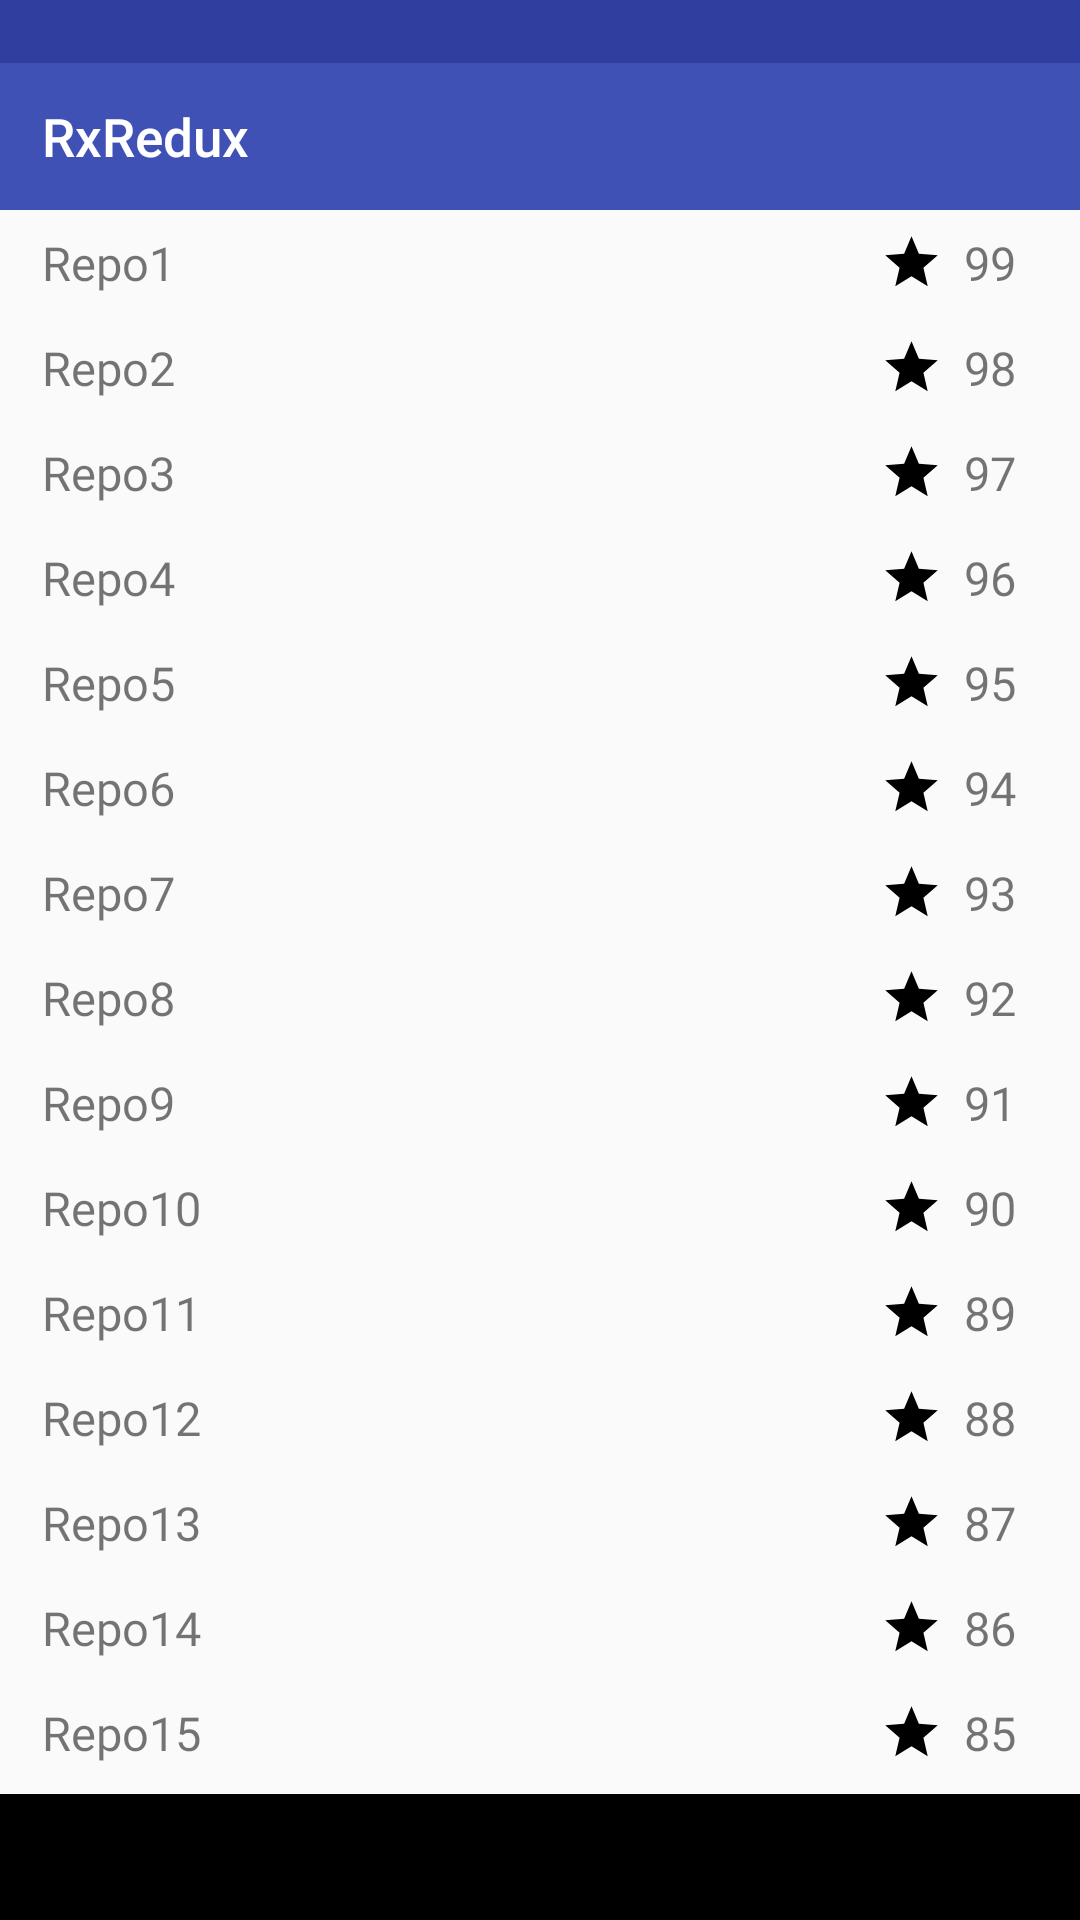 RxRedux
Repo1 99
Repo2 98
Repo3 97
Repo4 96
Repo5 95
Repo6 94
Repo7 93
Repo8 92
Repo9 91
Repo10 90
Repo11 89
Repo12 88
Repo13 87
Repo14 86
Repo15 85